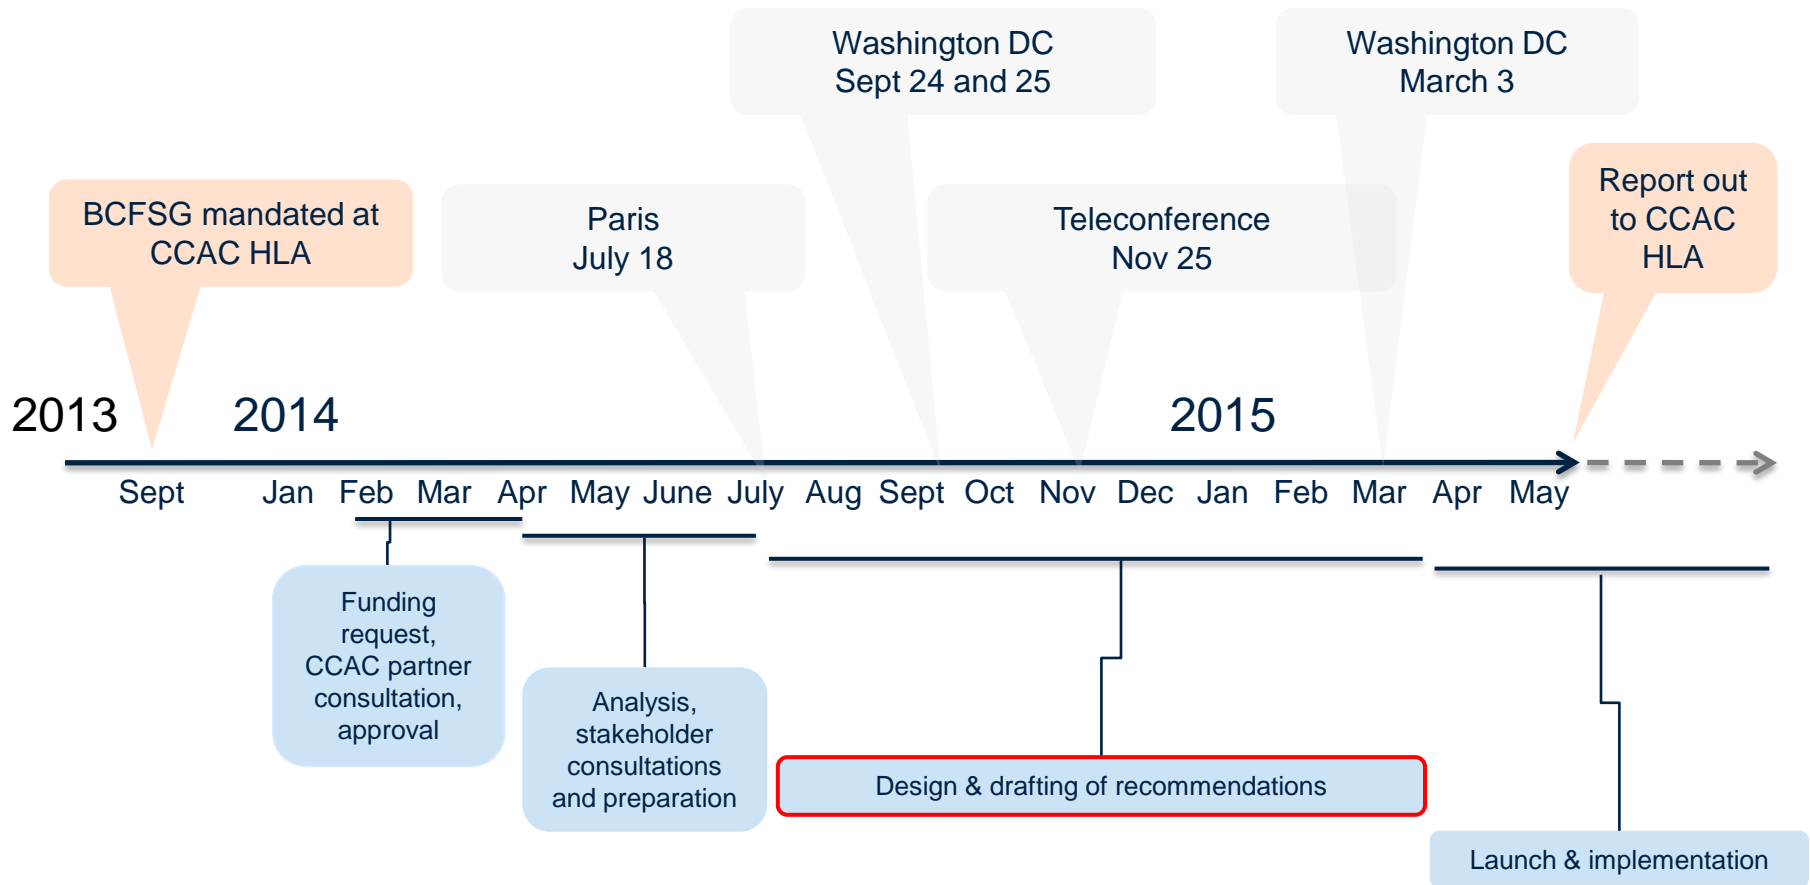 Washington DC
Sept 24 and 25
Washington DC
March 3
BCFSG mandated at
CCAC HLA
Paris
July 18
Teleconference
Nov 25
Report out
to CCAC
HLA
2013
2014
2015
Sept Jan Feb Mar Apr May June July Aug Sept Oct Nov Dec Jan Feb Mar Apr May
Funding
request,
CCAC partner
consultation,
approval
Analysis,
stakeholder
consultations
and preparation
Design & drafting of recommendations
Launch & implementation